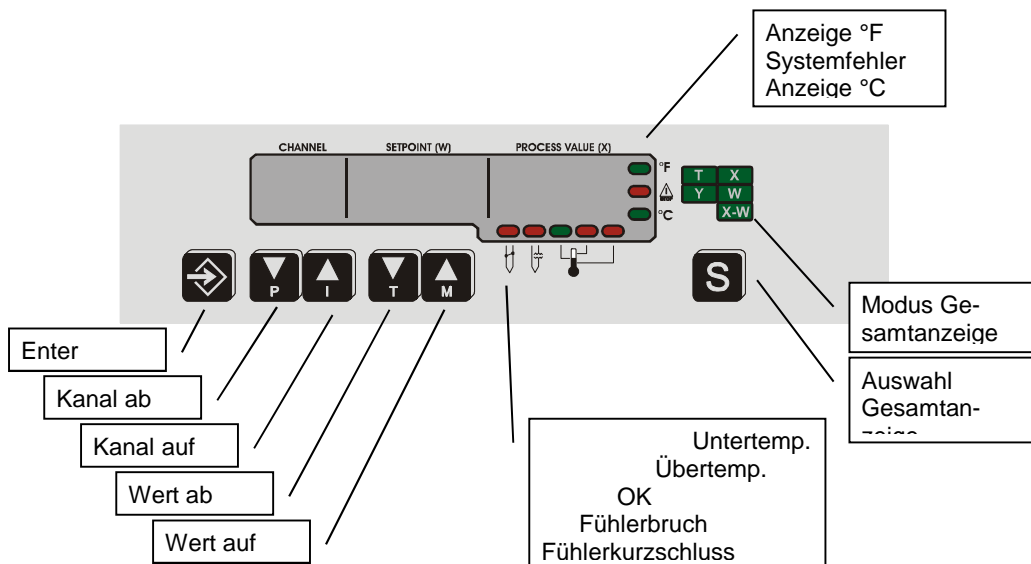 Anzeige °F
Systemfehler
Anzeige °C
CHANNEL SETPOINT (W) PROCESS VALUE (X)
°F
T X
Y W
°C
X-W
P I T M S
Enter
Kanal ab
Kanal auf
Wert ab
Wert auf
Modus Ge-
samtanzeige
Auswahl
Gesamtan-
zeige
Untertemp.
Übertemp.
OK
Fühlerbruch
Fühlerkurzschluss